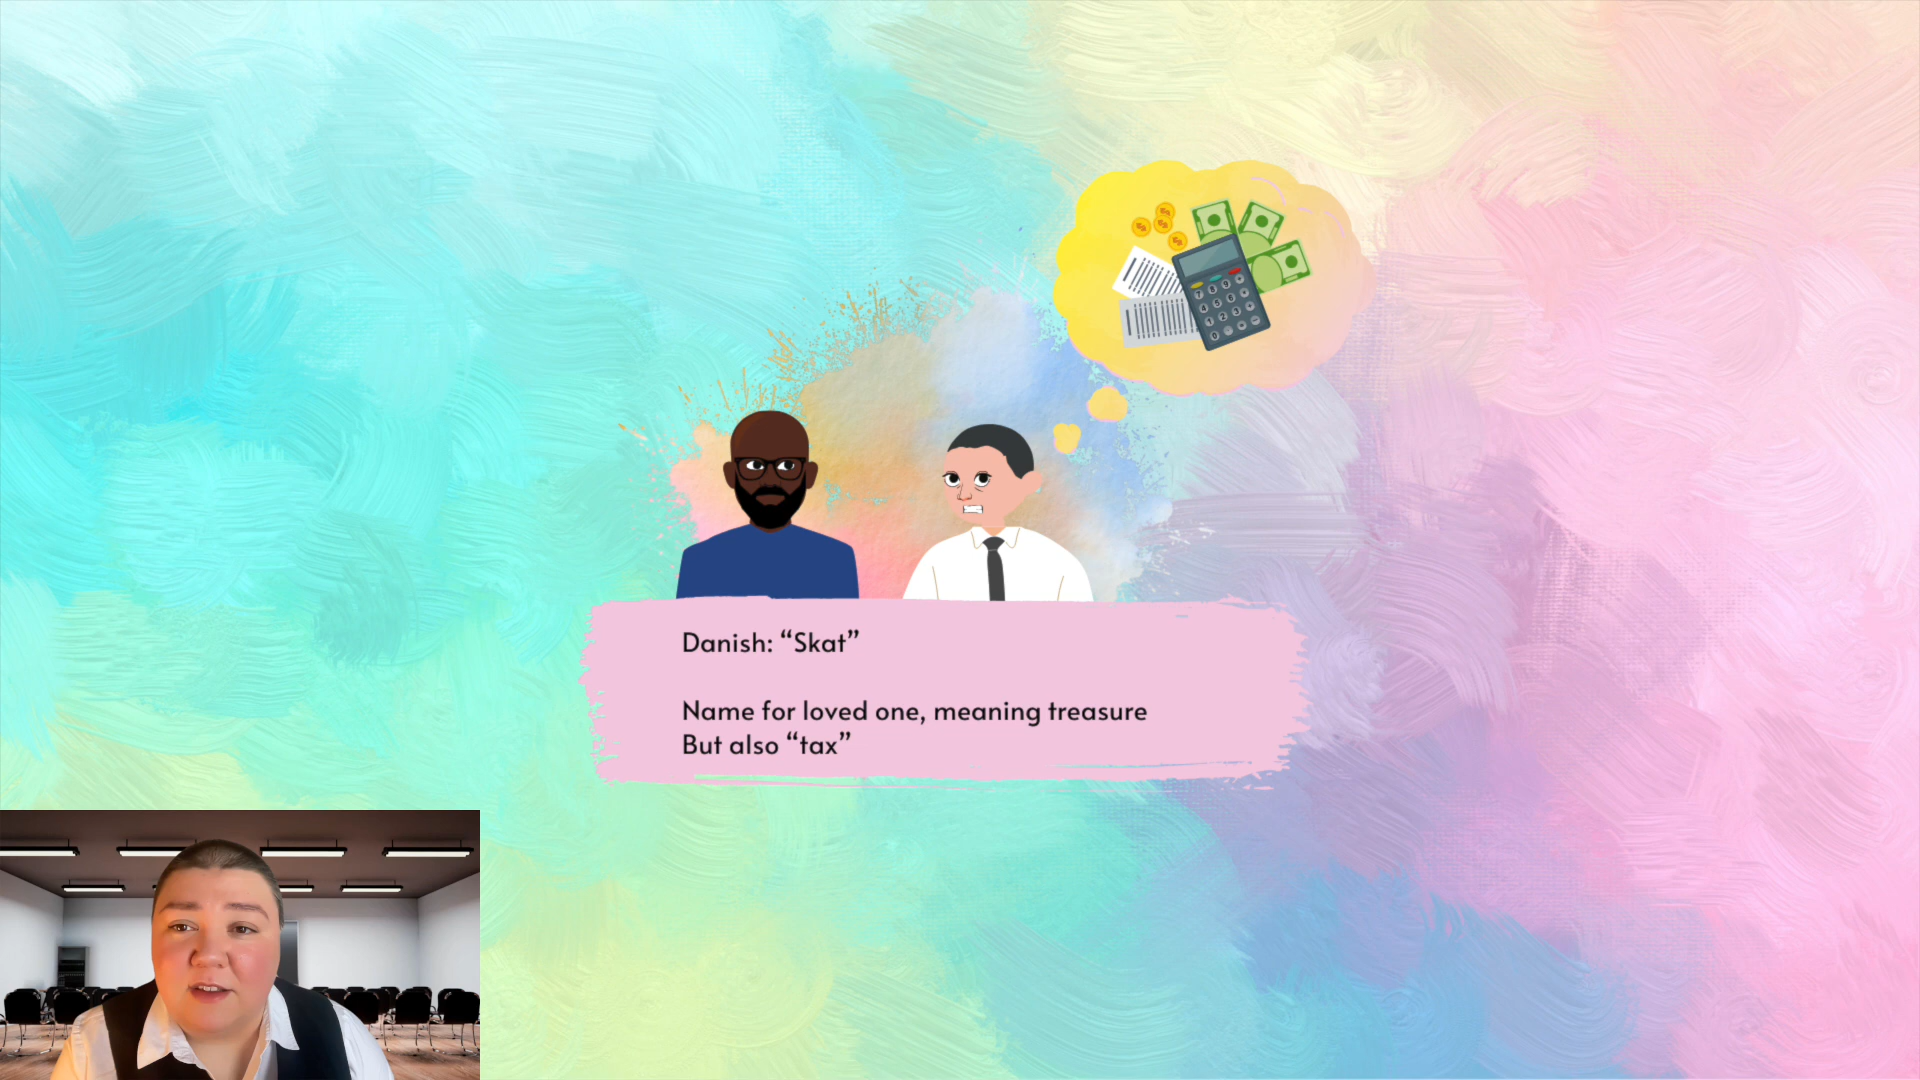 Danish: “Skat”
Name for loved one, meaning treasure
But also “tax”